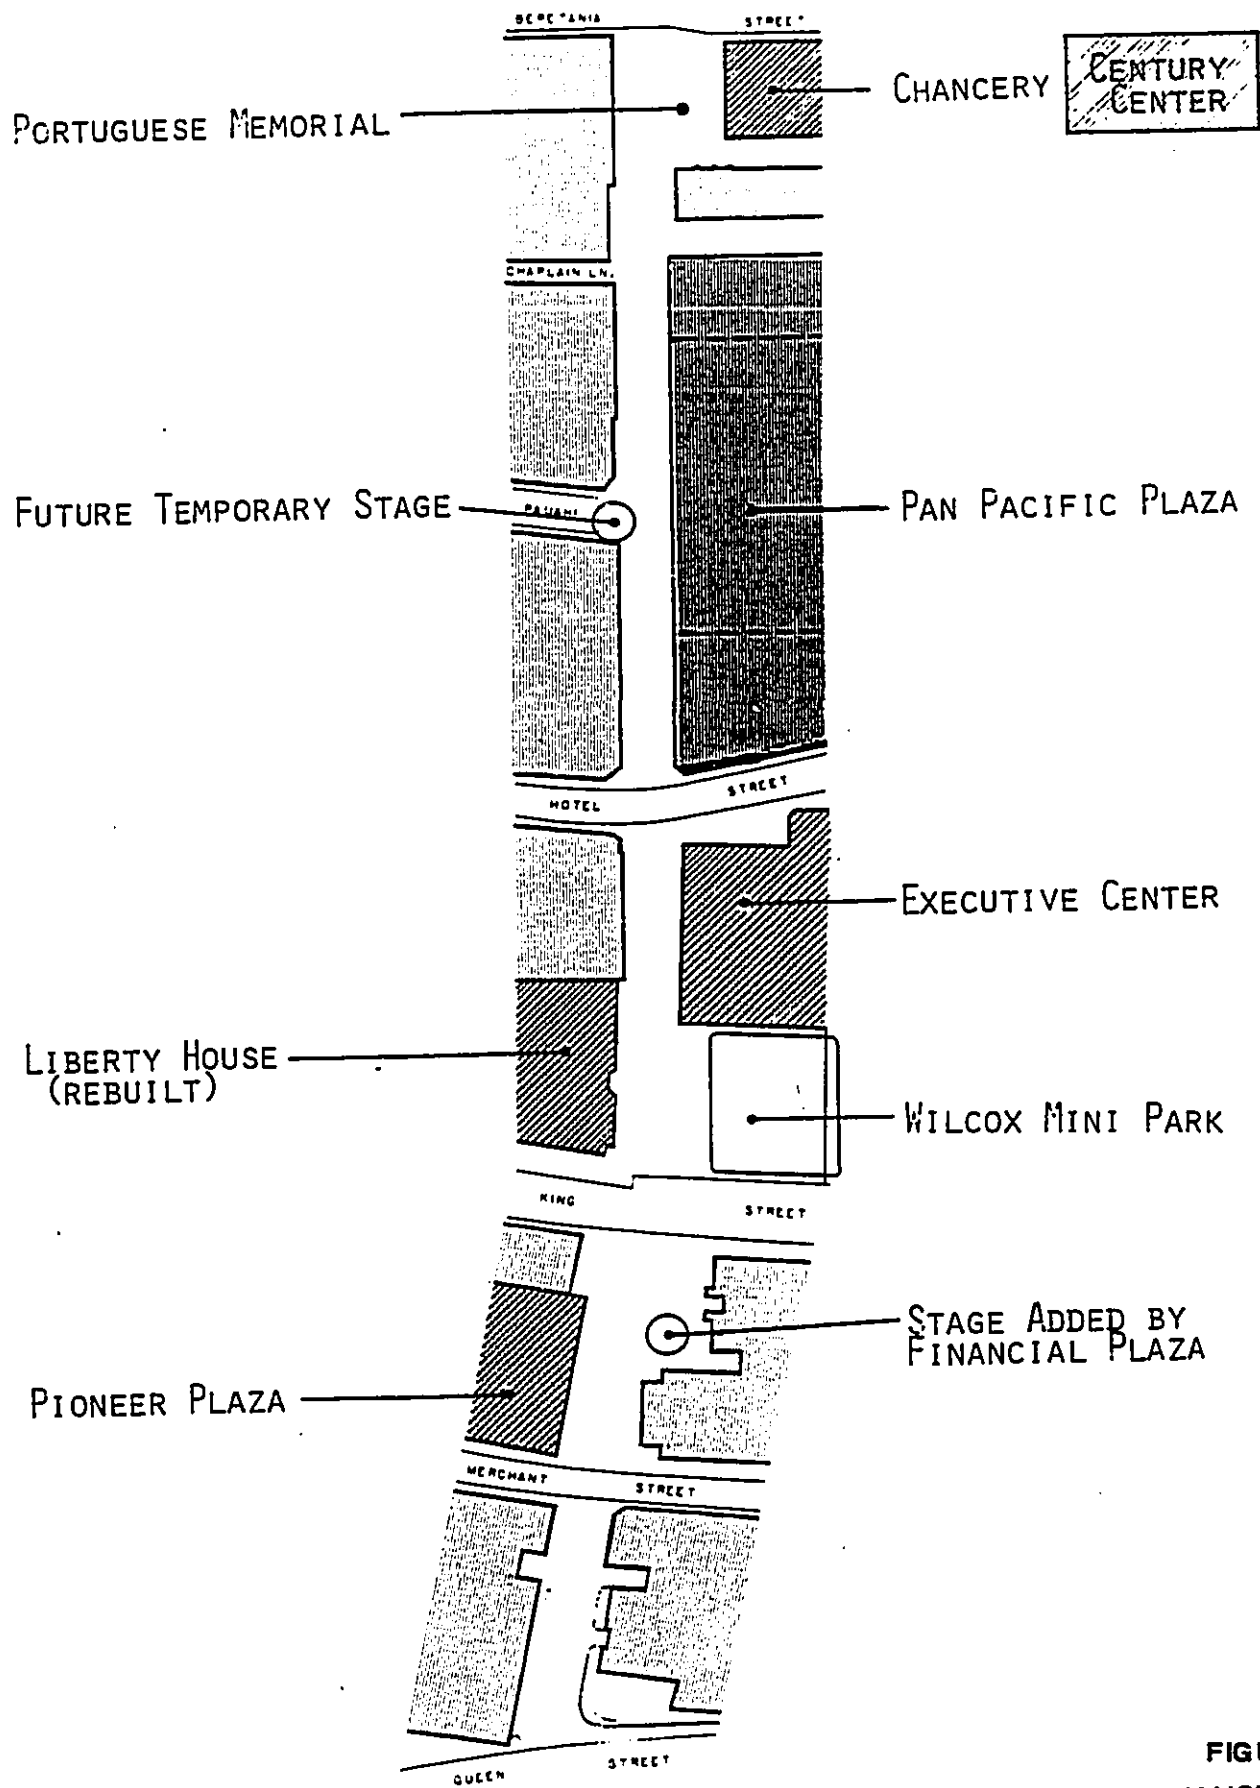 BERETANIA STREET
CHANCERY
CENTURY
CENTER
PORTUGUESE MEMORIAL
CHAPLAIN LN.
FUTURE TEMPORARY STAGE
PAUAHI
PAN PACIFIC PLAZA
HOTEL STREET
EXECUTIVE CENTER
LIBERTY HOUSE
(REBUILT)
WILCOX MINI PARK
KING STREET
STAGE ADDED BY
FINANCIAL PLAZA
PIONEER PLAZA
MERCHANT STREET
QUEEN STREET